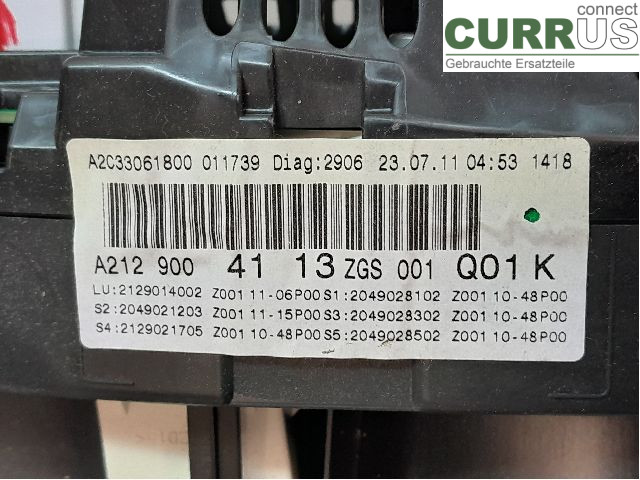 connect
CURRUS
Gebrauchte Ersatzteile
A2C33061800 011739 Diag:2906 23.07.11 04:53 1418
A212 900 41 13 ZGS 001 Q01 K
LU:2129014002 Z001 11-06P00 S1:2049028102 Z001 10-48P00
S2:2049021203 Z001 11-15P00 S3:2049028302 Z001 10-48P00
S4:2129021705 Z001 10-48P00 S5:2049028502 Z001 10-48P00